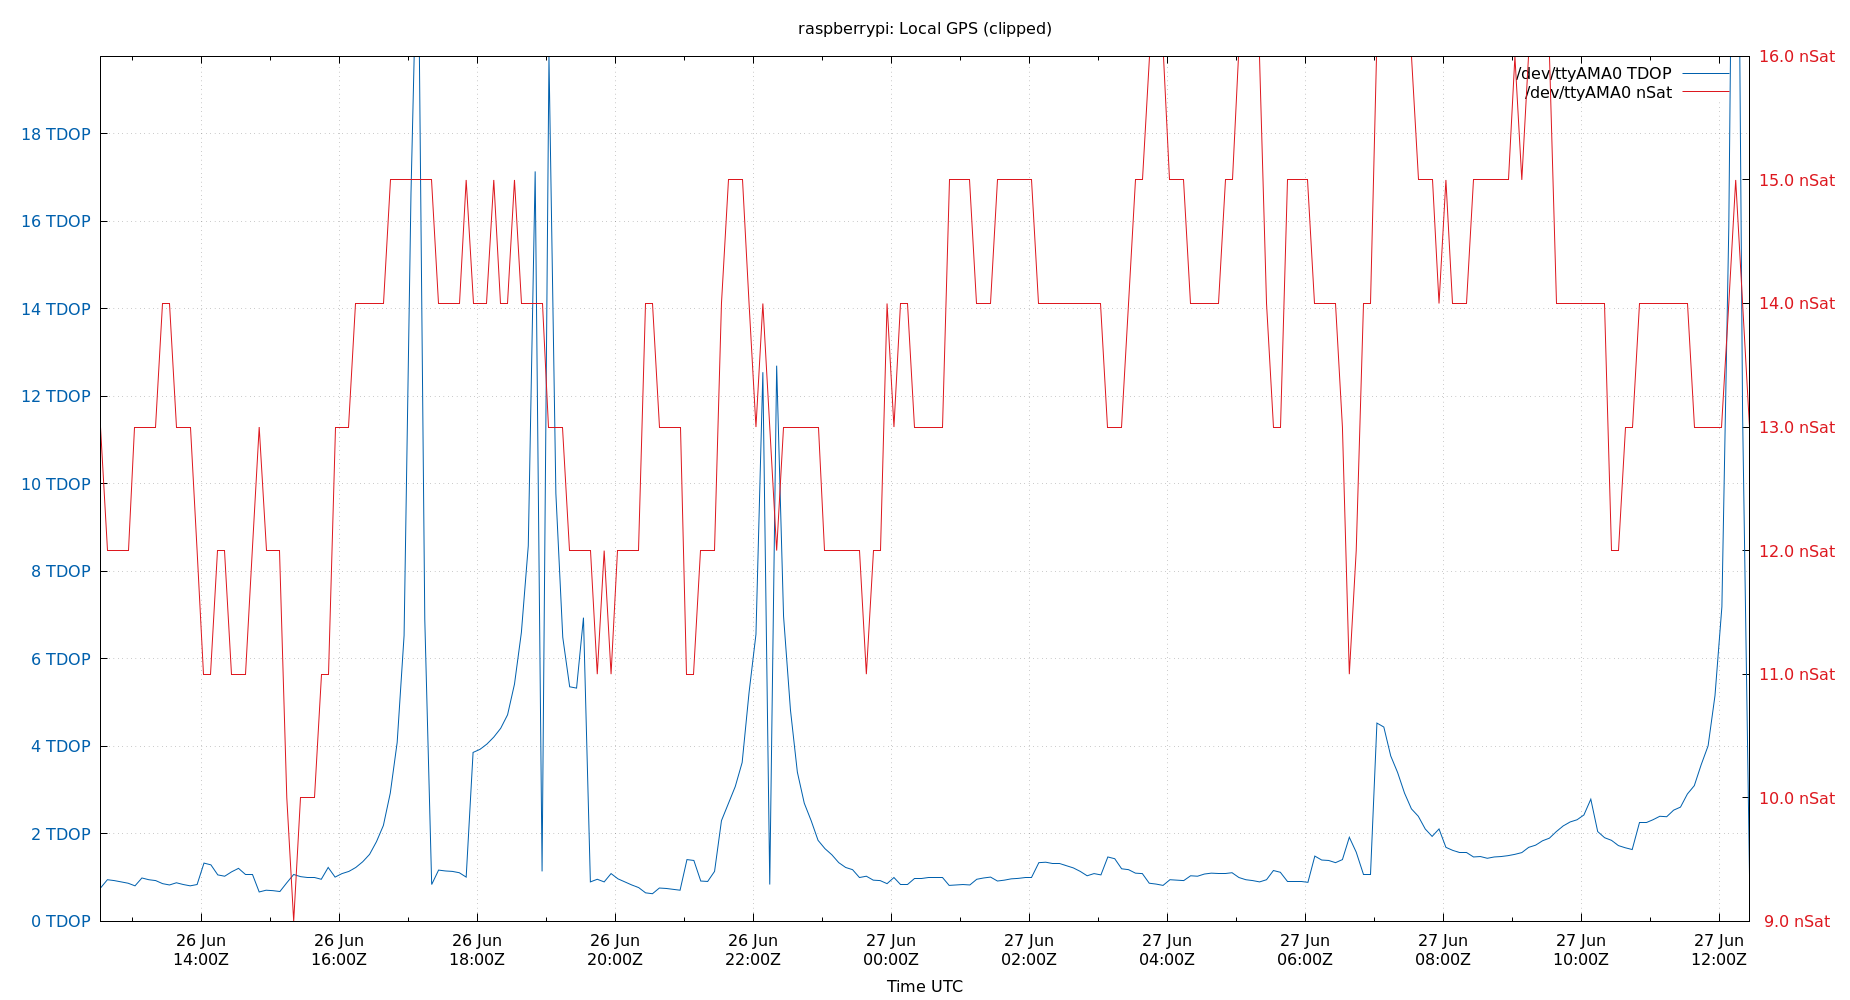 raspberrypi: Local GPS (clipped)
/dev/ttyAMA0 TDOP
/dev/ttyAMA0 nSat
18 TDOP
16 TDOP
14 TDOP
12 TDOP
10 TDOP
8 TDOP
6 TDOP
4 TDOP
2 TDOP
0 TDOP
16.0 nSat
15.0 nSat
14.0 nSat
13.0 nSat
12.0 nSat
11.0 nSat
10.0 nSat
9.0 nSat
26 Jun
14:00Z
26 Jun
16:00Z
26 Jun
18:00Z
26 Jun
20:00Z
26 Jun
22:00Z
27 Jun
00:00Z
27 Jun
02:00Z
27 Jun
04:00Z
27 Jun
06:00Z
27 Jun
08:00Z
27 Jun
10:00Z
27 Jun
12:00Z
Time UTC